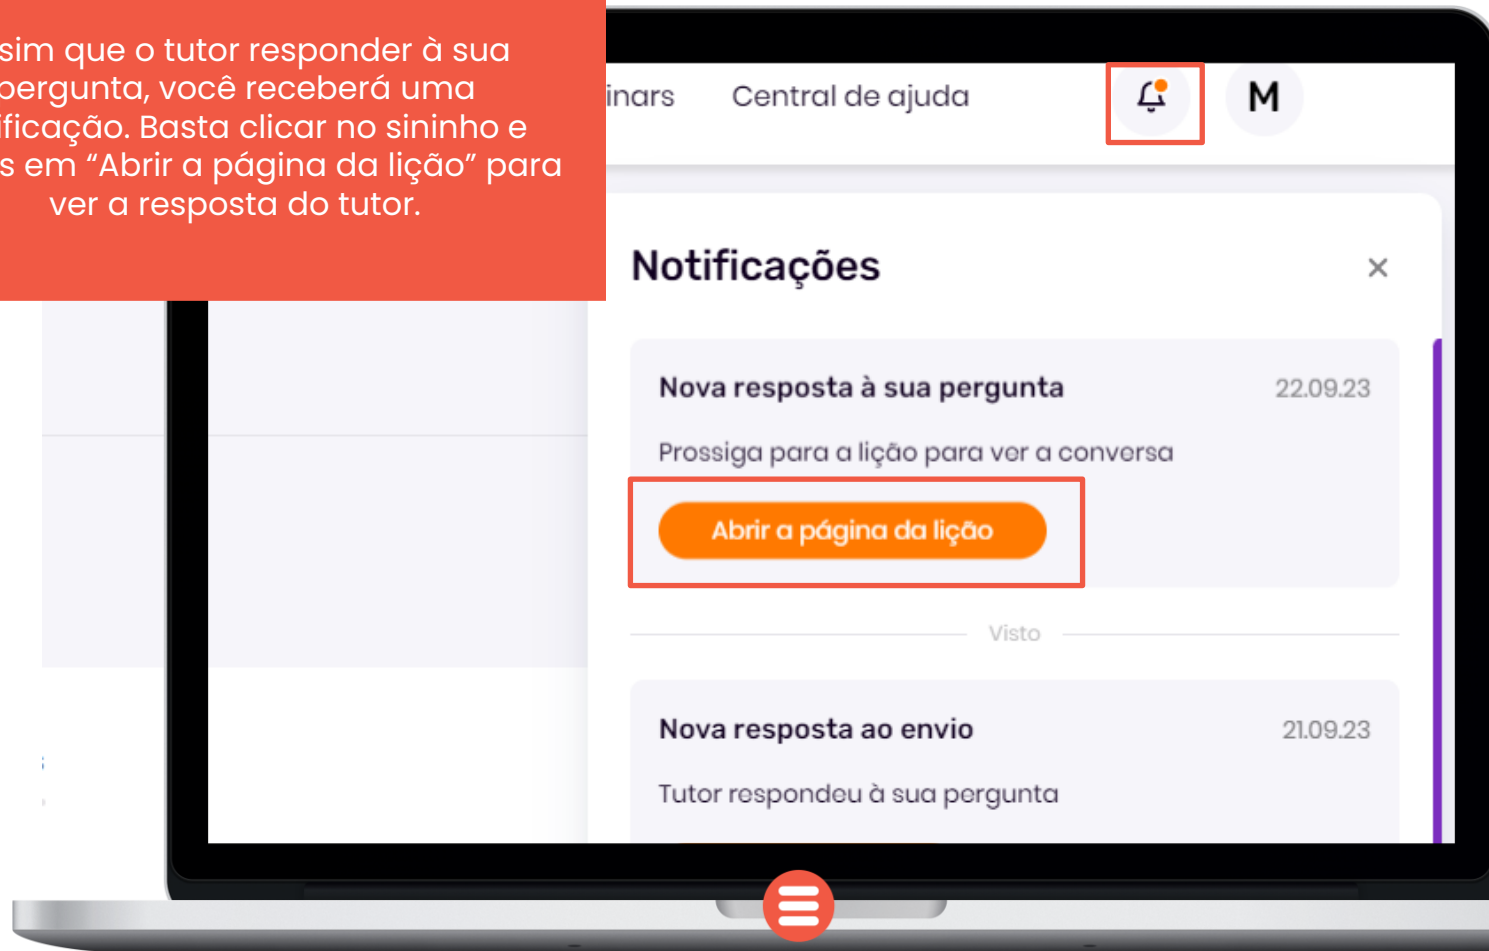 sim que o tutor responder à sua
pergunta, você receberá uma
ificação. Basta clicar no sininho e
s em “Abrir a página da lição” para
ver a resposta do tutor.
inars Central de ajuda M
Notificações ×
Nova resposta à sua pergunta 22.09.23
Prossiga para a lição para ver a conversa
Abrir a página da lição
Visto
Nova resposta ao envio 21.09.23
Tutor respondeu à sua pergunta